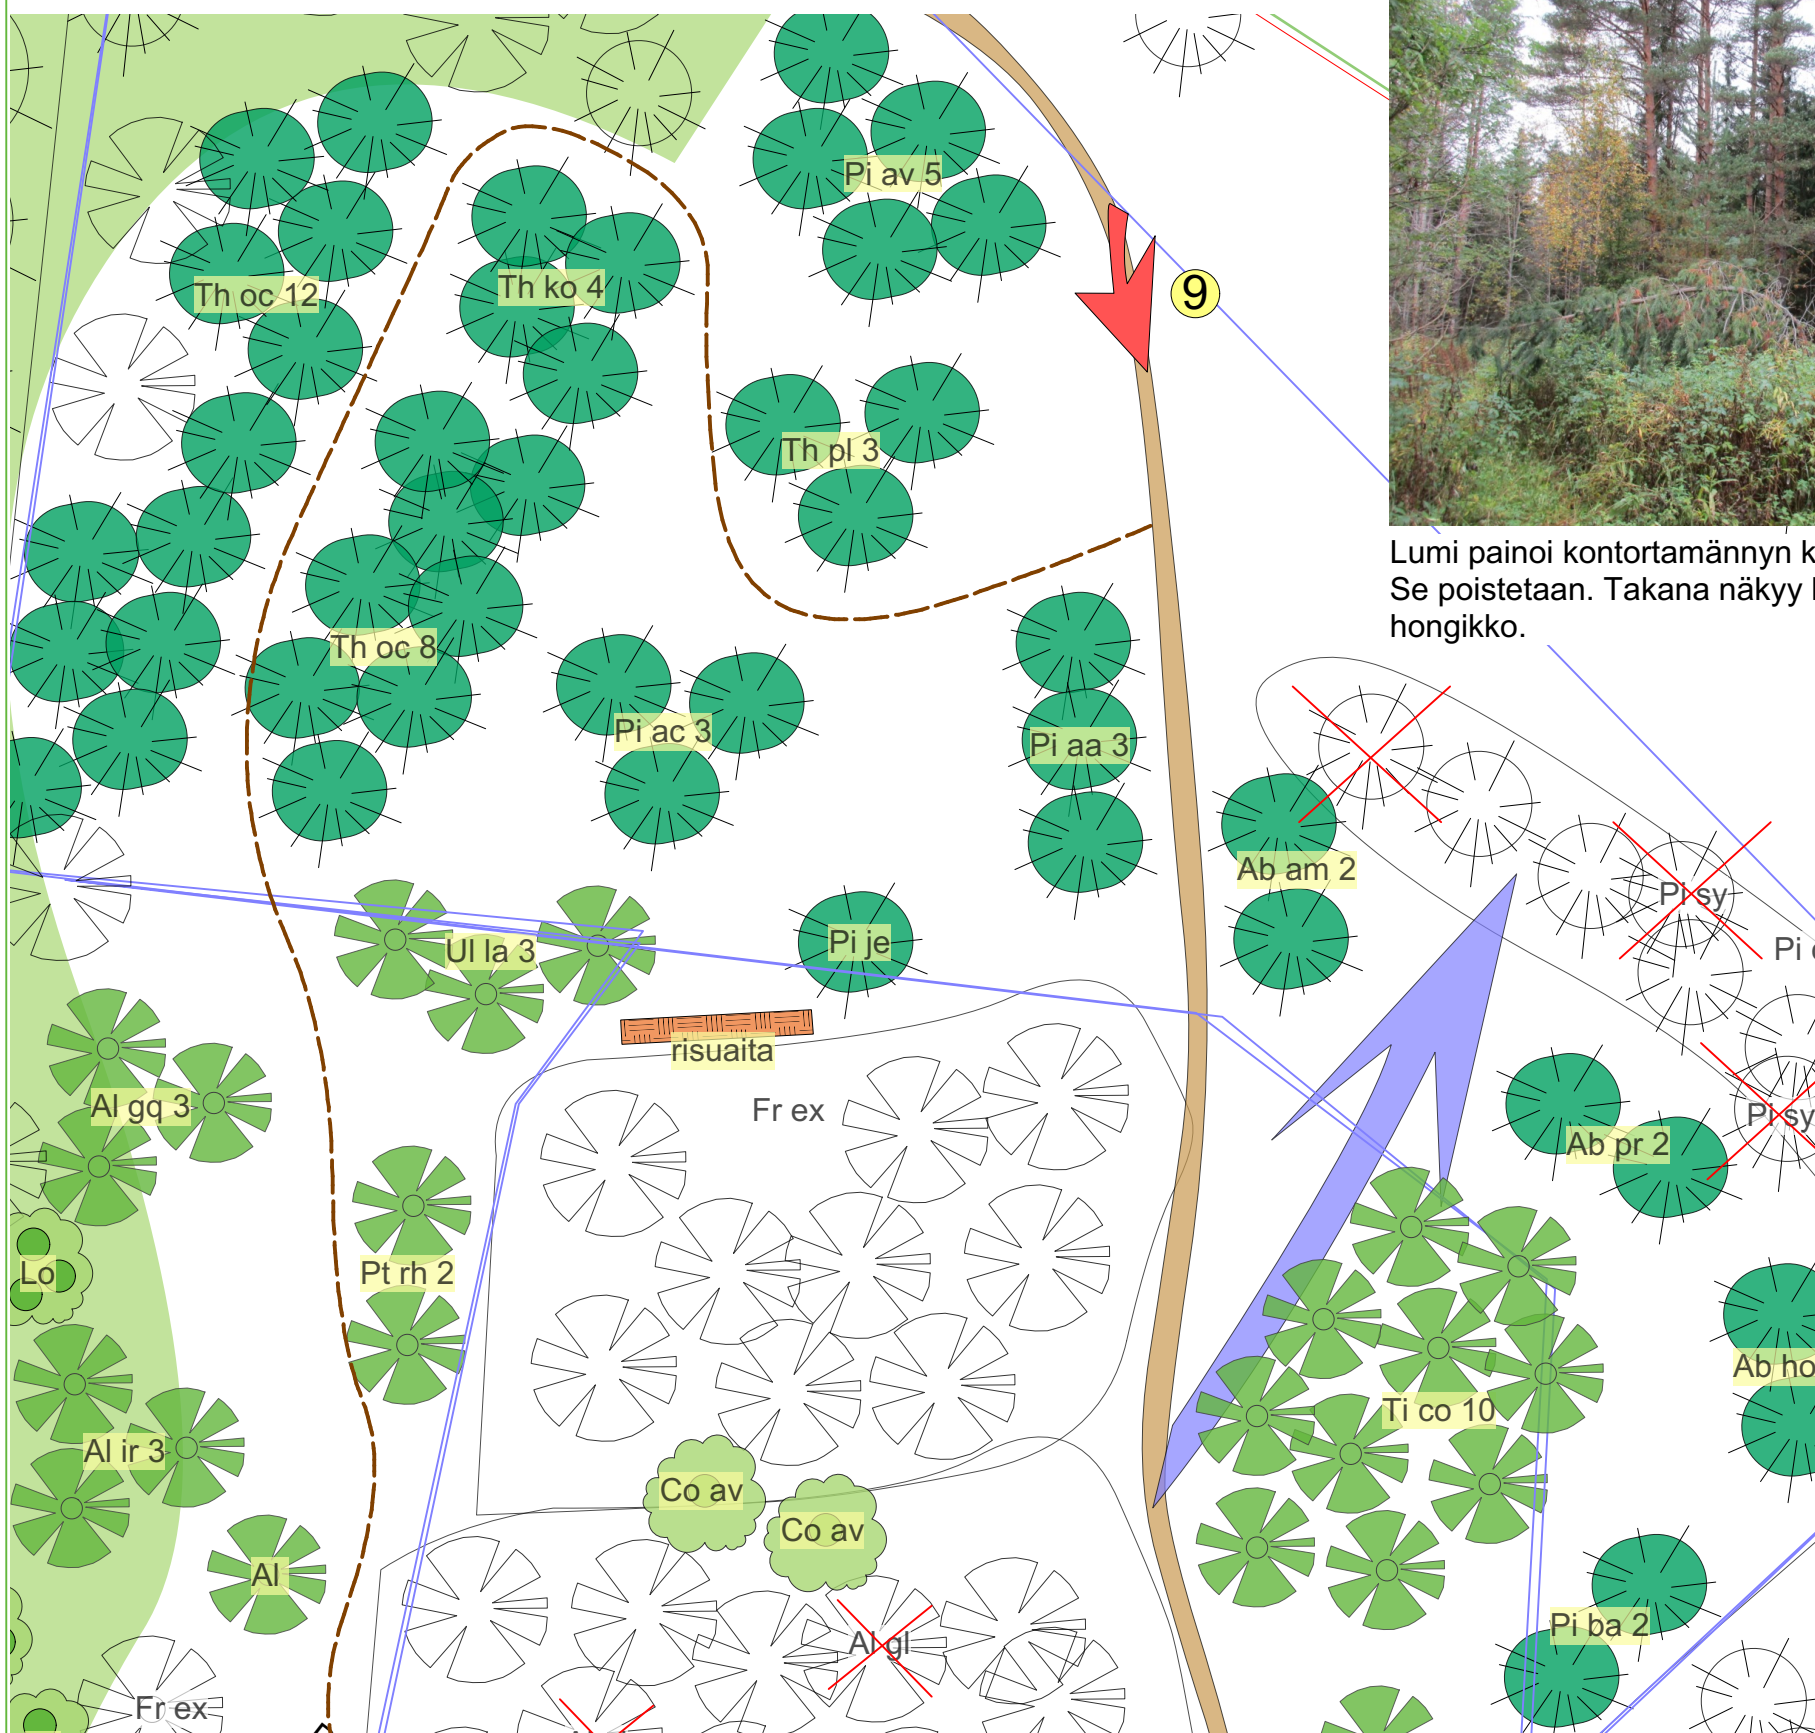 Pi av 5
Th oc 12
Th ko 4
9
Th pl 3
Lumi painoi kontortamännyn
Se poistetaan. Takana näkyy
hongikko.
Th oc 8
Pi ac 3
Pi aa 3
Ab am 2
Pi sy
Ul la 3
Pi je
Pi
risuaita
Al gq 3
Fr ex
Pi sy
Ab pr 2
Lo
Pt rh 2
Ab ho
Ti co 10
Al ir 3
Co av
Co av
Al
Al gl
Pi ba 2
Fr ex